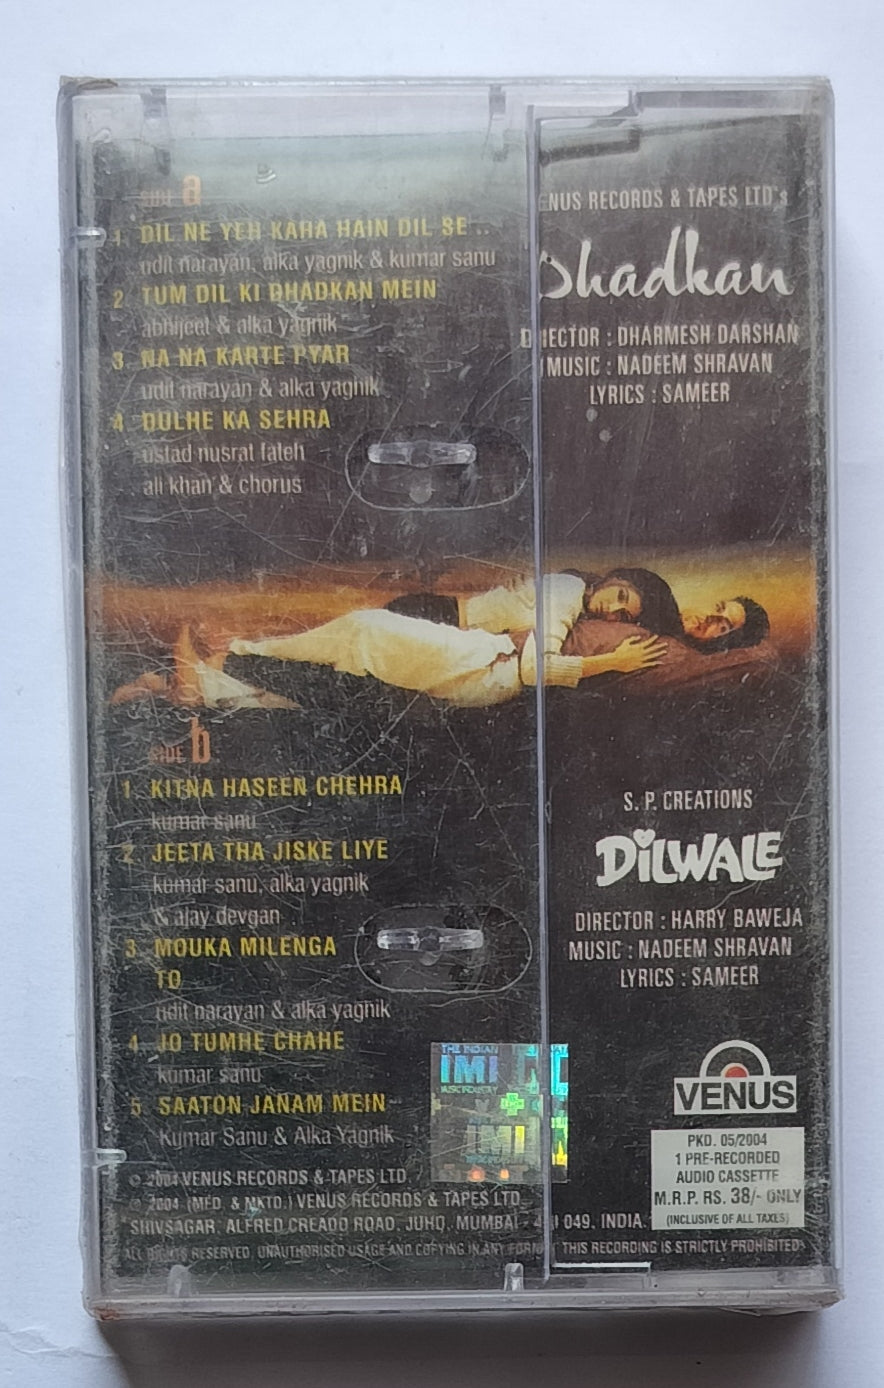 SIDE a
1. DIL NE YEH KAHA HAIN DIL SE ..
udit narayan, alka yagnik & kumar sanu
2 TUM DIL KI DHADKAN MEIN
abhijeet & alka yagnik
3. NA NA KARTE PYAR
udit narayan & alka yagnik
4 DULHE KA SEHRA
ustad nusrat fateh
ali khan & chorus
VENUS RECORDS & TAPES LTD's
Dhadkan
DIRECTOR : DHARMESH DARSHAN
MUSIC : NADEEM SHRAVAN
LYRICS : SAMEER
SIDE b
1. KITNA HASEEN CHEHRA
kumar sanu
2. JEETA THA JISKE LIYE
kumar sanu, alka yagnik
& ajay devgan
3. MOUKA MILENGA
TO
udit narayan & alka yagnik
4. JO TUMHE CHAHE
kumar sanu
5. SAATON JANAM MEIN
Kumar Sanu & Alka Yagnik
S. P. CREATIONS
DiLWALE
DIRECTOR : HARRY BAWEJA
MUSIC : NADEEM SHRAVAN
LYRICS : SAMEER
THE INDIAN
IMI
MUSIC INDUSTRY
VENUS
PKD. 05/2004
1 PRE-RECORDED
AUDIO CASSETTE
M.R.P. RS. 38/- ONLY
(INCLUSIVE OF ALL TAXES)
© 2004 VENUS RECORDS & TAPES LTD.
℗ 2004 (MFD. & MKTD.) VENUS RECORDS & TAPES LTD.
SHIVSAGAR, ALFRED CREADO ROAD, JUHU, MUMBAI - 400 049. INDIA.
ALL RIGHTS RESERVED. UNAUTHORISED USAGE AND COPYING IN ANY FORM THIS RECORDING IS STRICTLY PROHIBITED